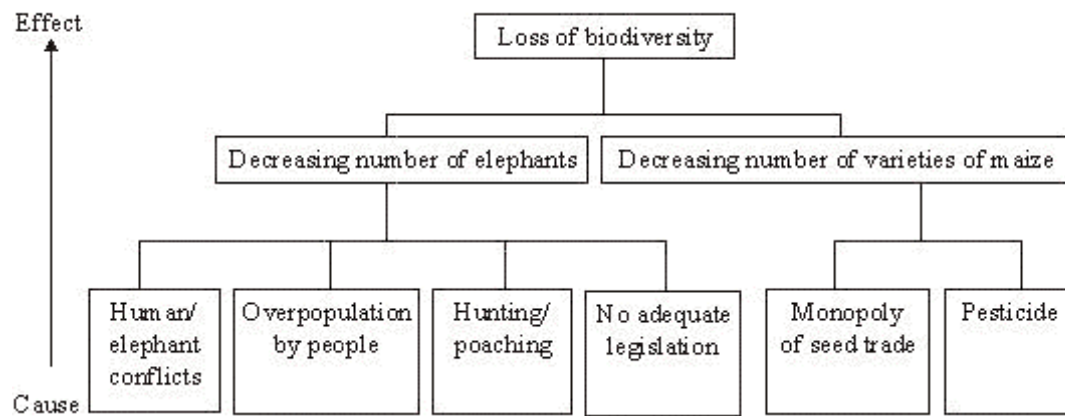 Effect
Loss of biodiversity
Decreasing number of elephants
Decreasing number of varieties of maize
Human/
elephant
conflicts
Overpopulation
by people
Hunting/
poaching
No adequate
legislation
Monopoly
of seed trade
Pesticide
Cause